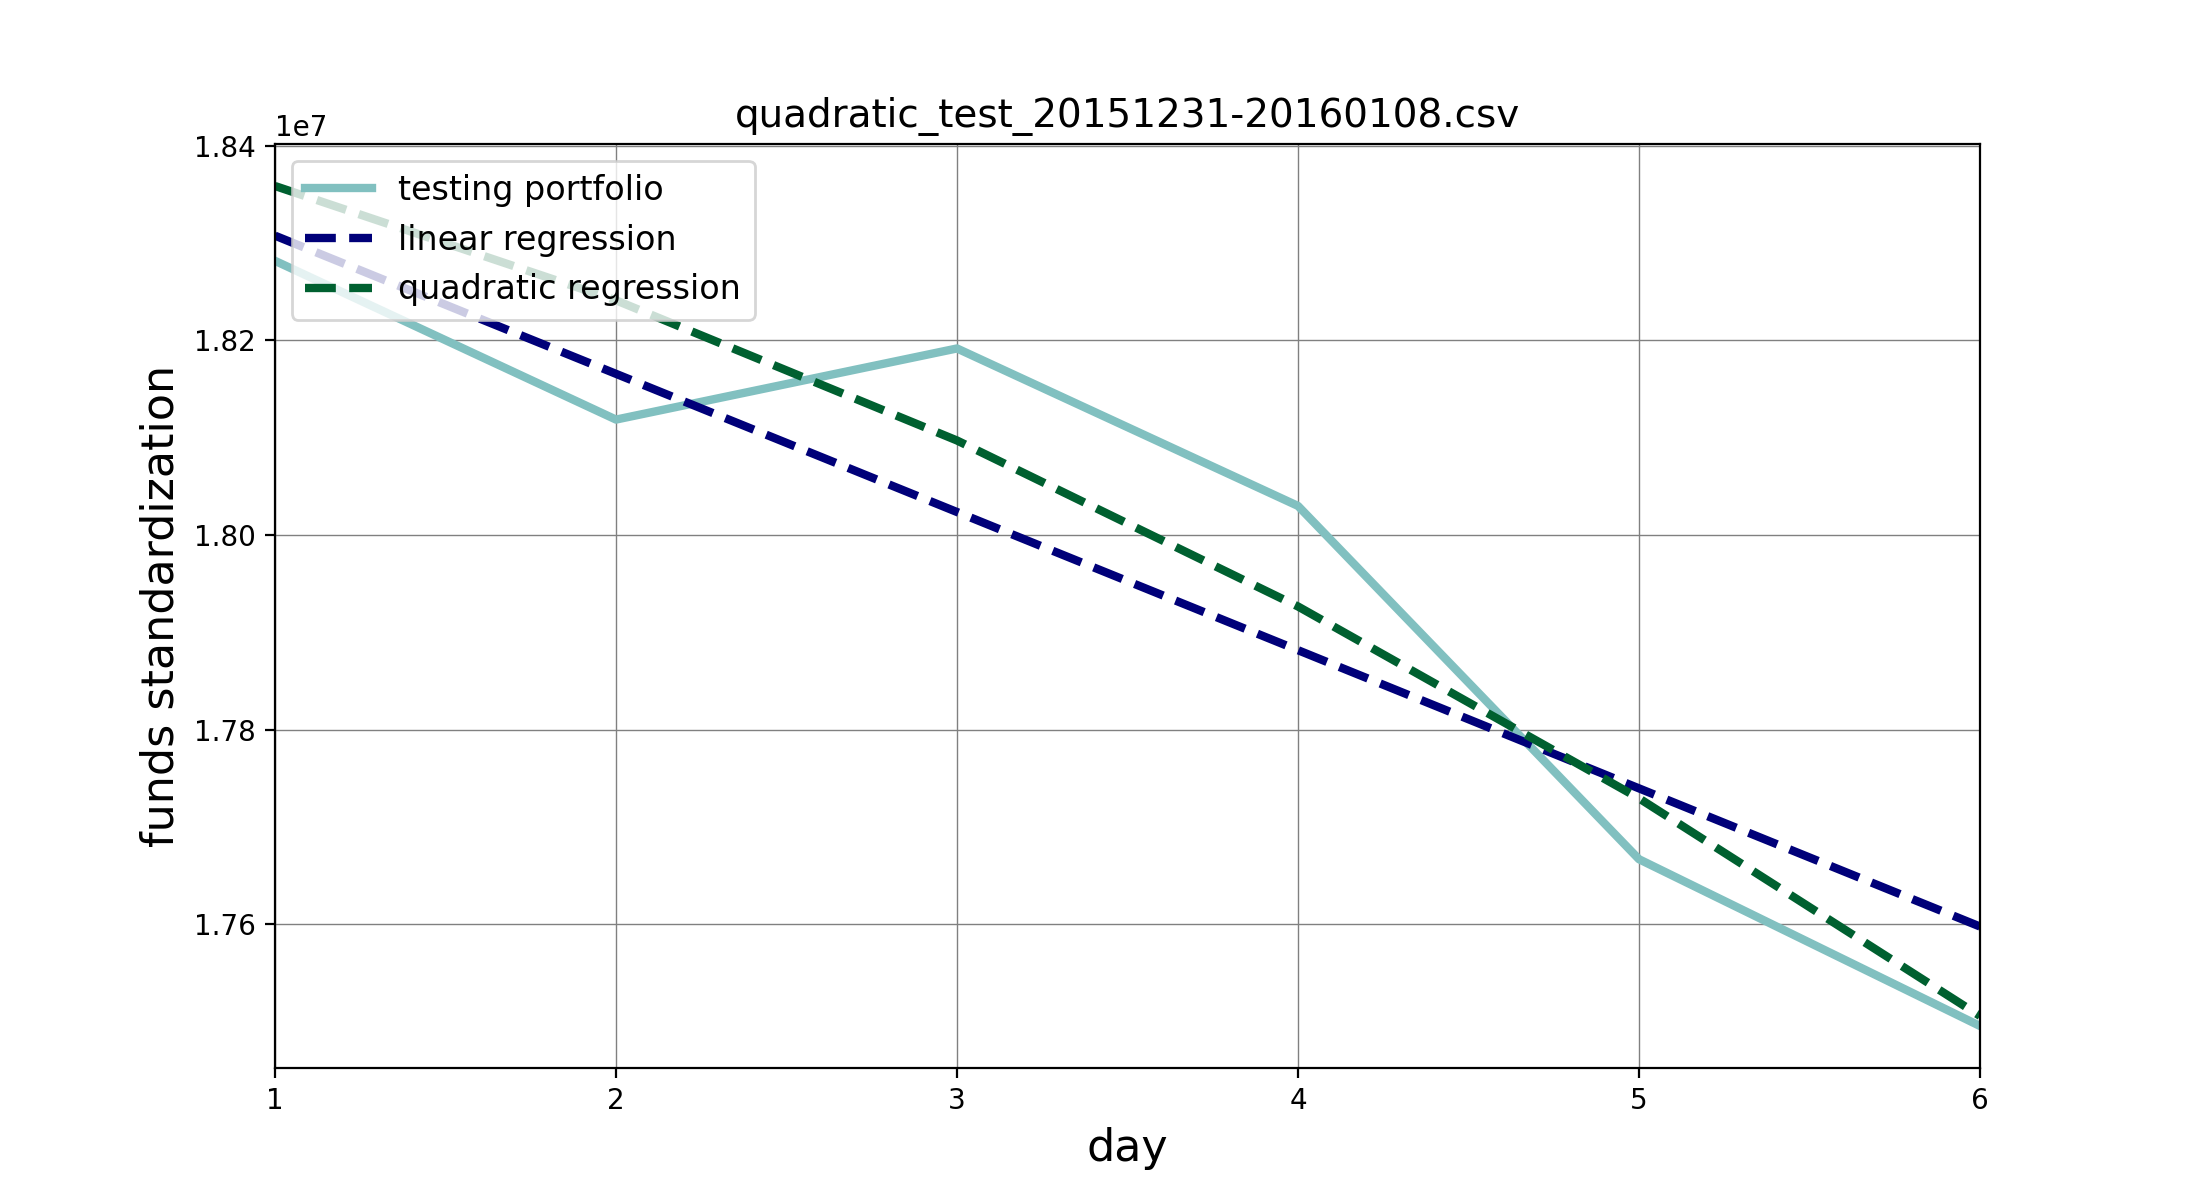 quadratic_test_20151231-20160108.csv
1e7
1.84
1.82
1.80
1.78
1.76
funds standardization
testing portfolio
linear regression
quadratic regression
1 2 3 4 5 6
day